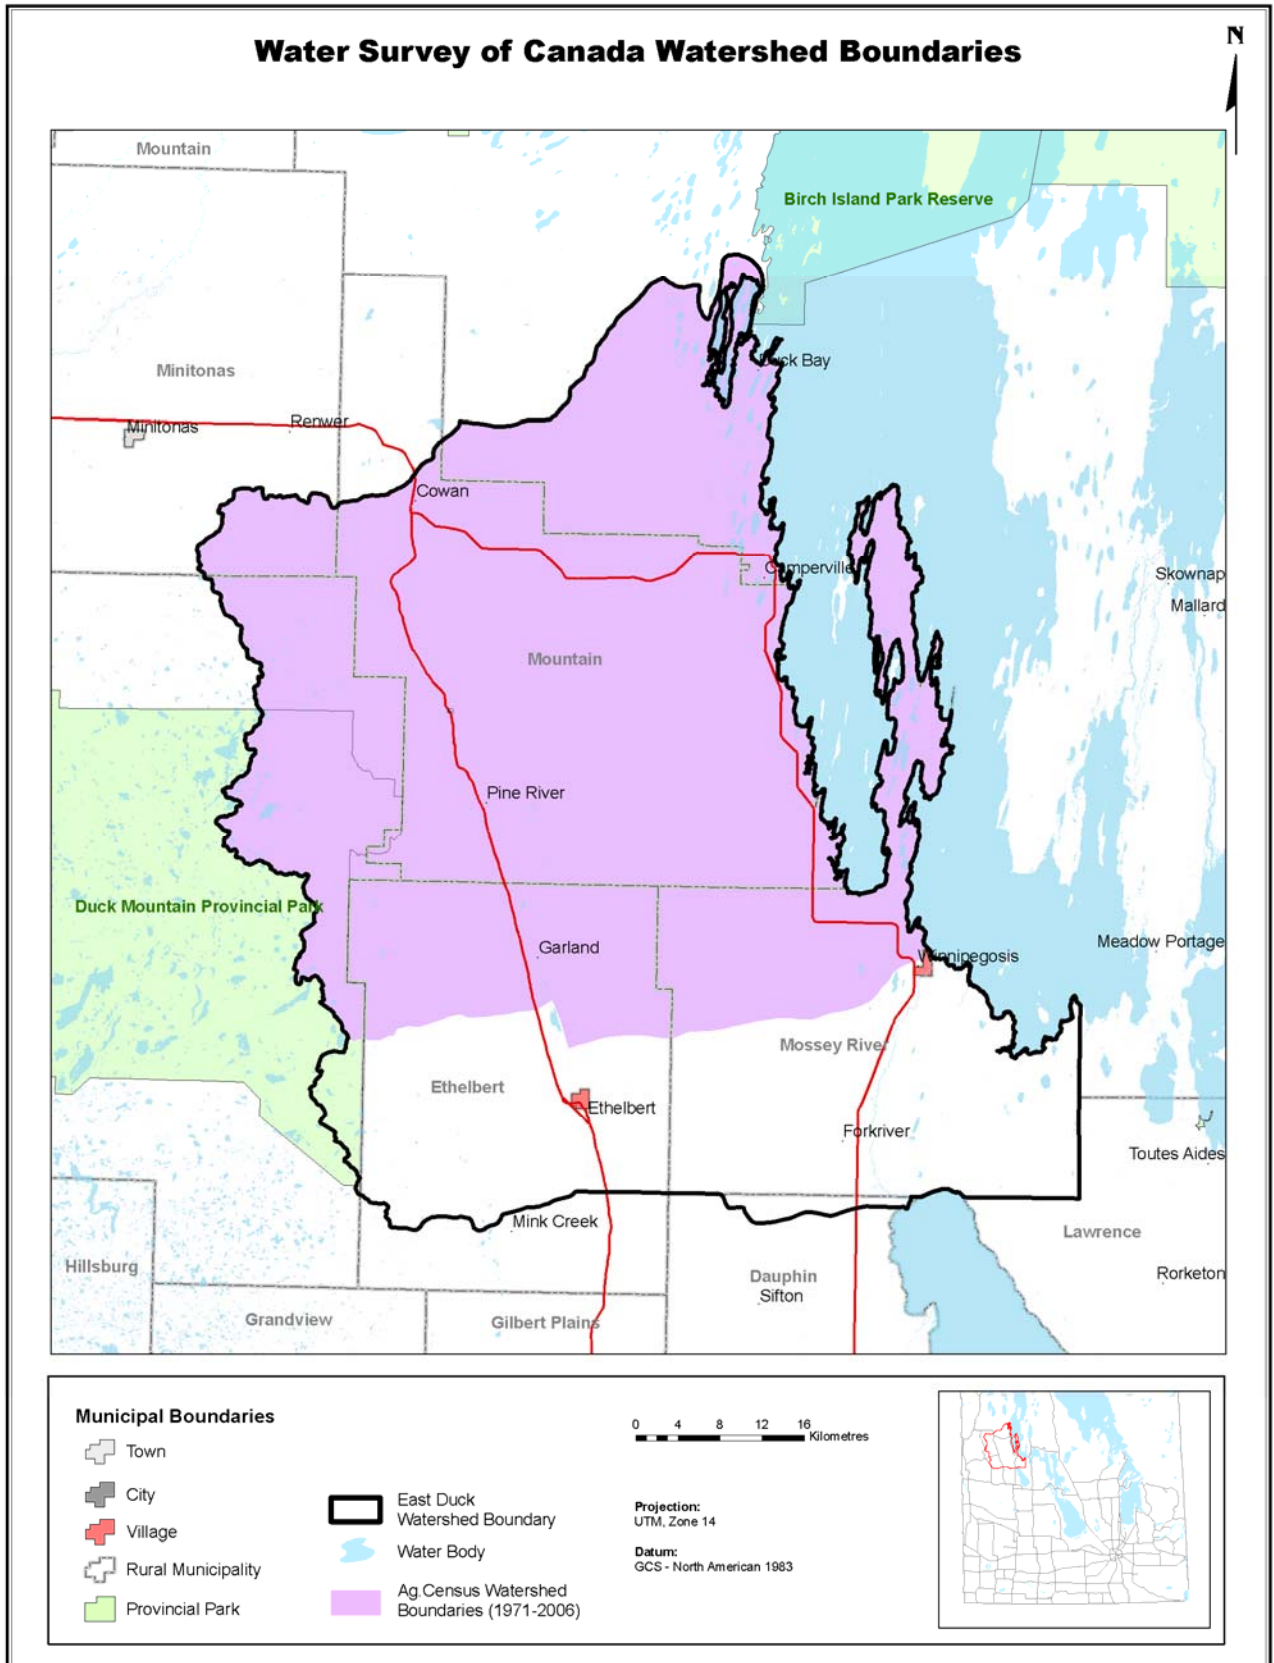 Water Survey of Canada Watershed Boundaries
N
Mountain
Birch Island Park Reserve
Duck Bay
Minitonas
Minitonas
Renwer
Cowan
Camperville
Skownap
Mallard
Mountain
Pine River
Duck Mountain Provincial Park
Garland
Meadow Portage
Winnipegosis
Mossey River
Ethelbert
Ethelbert
Forkriver
Toutes Aides
Mink Creek
Lawrence
Hillsburg
Dauphin
Sifton
Rorketon
Grandview
Gilbert Plains
Municipal Boundaries
Town
City
Village
Rural Municipality
Provincial Park
East Duck
Watershed Boundary
Water Body
Ag.Census Watershed
Boundaries (1971-2006)
0 4 8 12 16
Kilometres
Projection:
UTM, Zone 14
Datum:
GCS - North American 1983